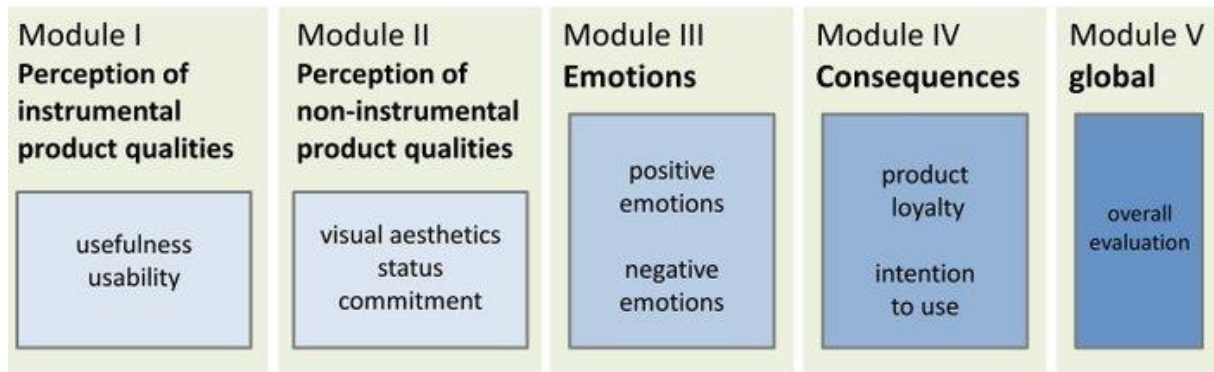 Module I
Perception of
instrumental
product qualities
usefulness
usability
Module II
Perception of
non-instrumental
product qualities
visual aesthetics
status
commitment
Module III
Emotions
positive
emotions
negative
emotions
Module IV
Consequences
product
loyalty
intention
to use
Module V
global
overall
evaluation